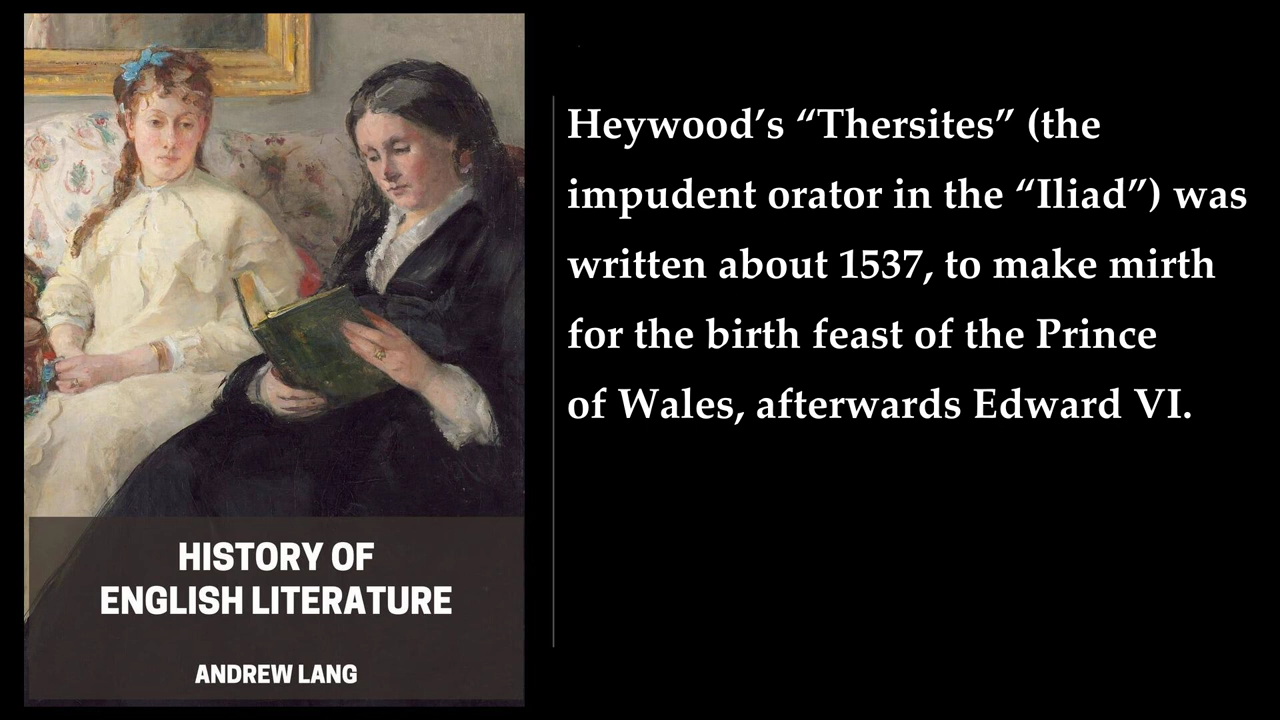 HISTORY OF
ENGLISH LITERATURE
ANDREW LANG
Heywood’s “Thersites” (the
impudent orator in the “Iliad”) was
written about 1537, to make mirth
for the birth feast of the Prince
of Wales, afterwards Edward VI.